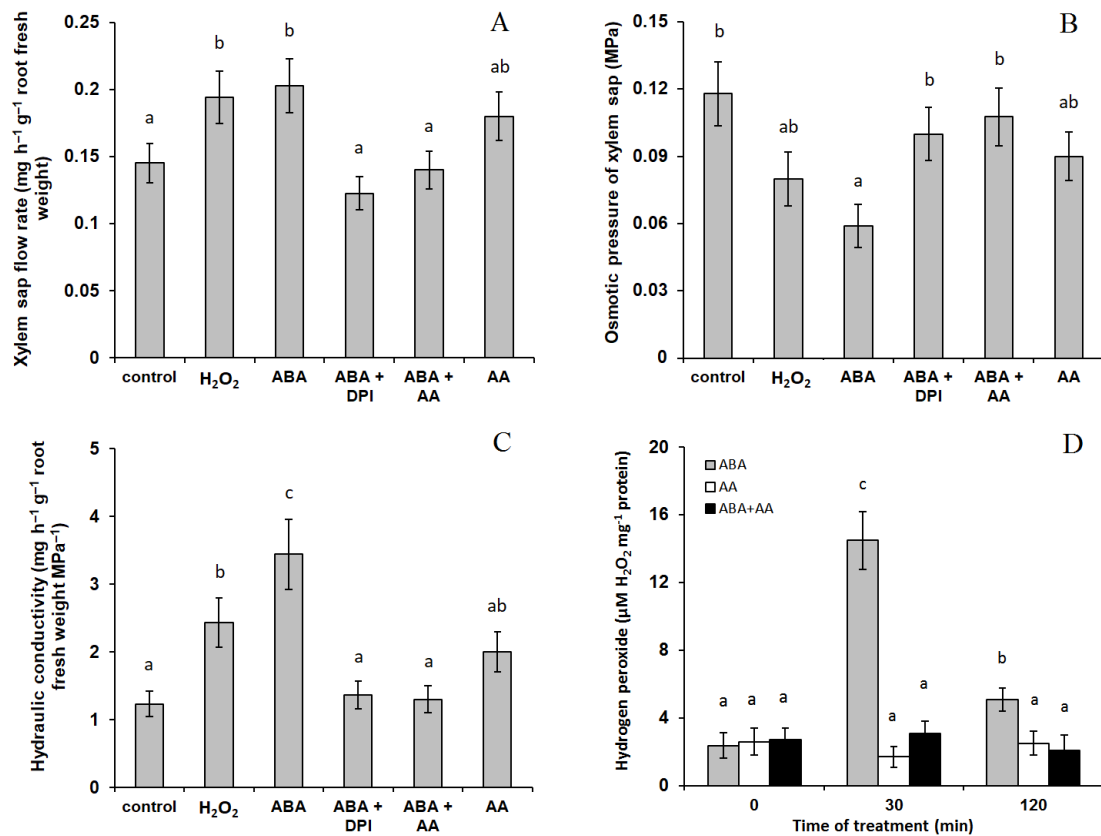 A
Xylem sap flow rate (mg h⁻¹ g⁻¹ root fresh
weight)
0.25
0.2
0.15
0.1
0.05
0
a
b
b
a
a
ab
control
H₂O₂
ABA
ABA +
DPI
ABA +
AA
AA
B
Osmotic pressure of xylem sap (MPa)
0.15
0.12
0.09
0.06
0.03
0
b
ab
a
b
b
ab
control
H₂O₂
ABA
ABA +
DPI
ABA +
AA
AA
C
Hydraulic conductivity (mg h⁻¹ g⁻¹ root
fresh weight MPa⁻¹)
5
4
3
2
1
0
a
b
c
a
a
ab
control
H₂O₂
ABA
ABA +
DPI
ABA +
AA
AA
D
Hydrogen peroxide (µM H₂O₂ mg⁻¹ protein)
20
16
12
8
4
0
ABA
AA
ABA+AA
a
a
a
c
a
a
b
a
a
0
30
120
Time of treatment (min)